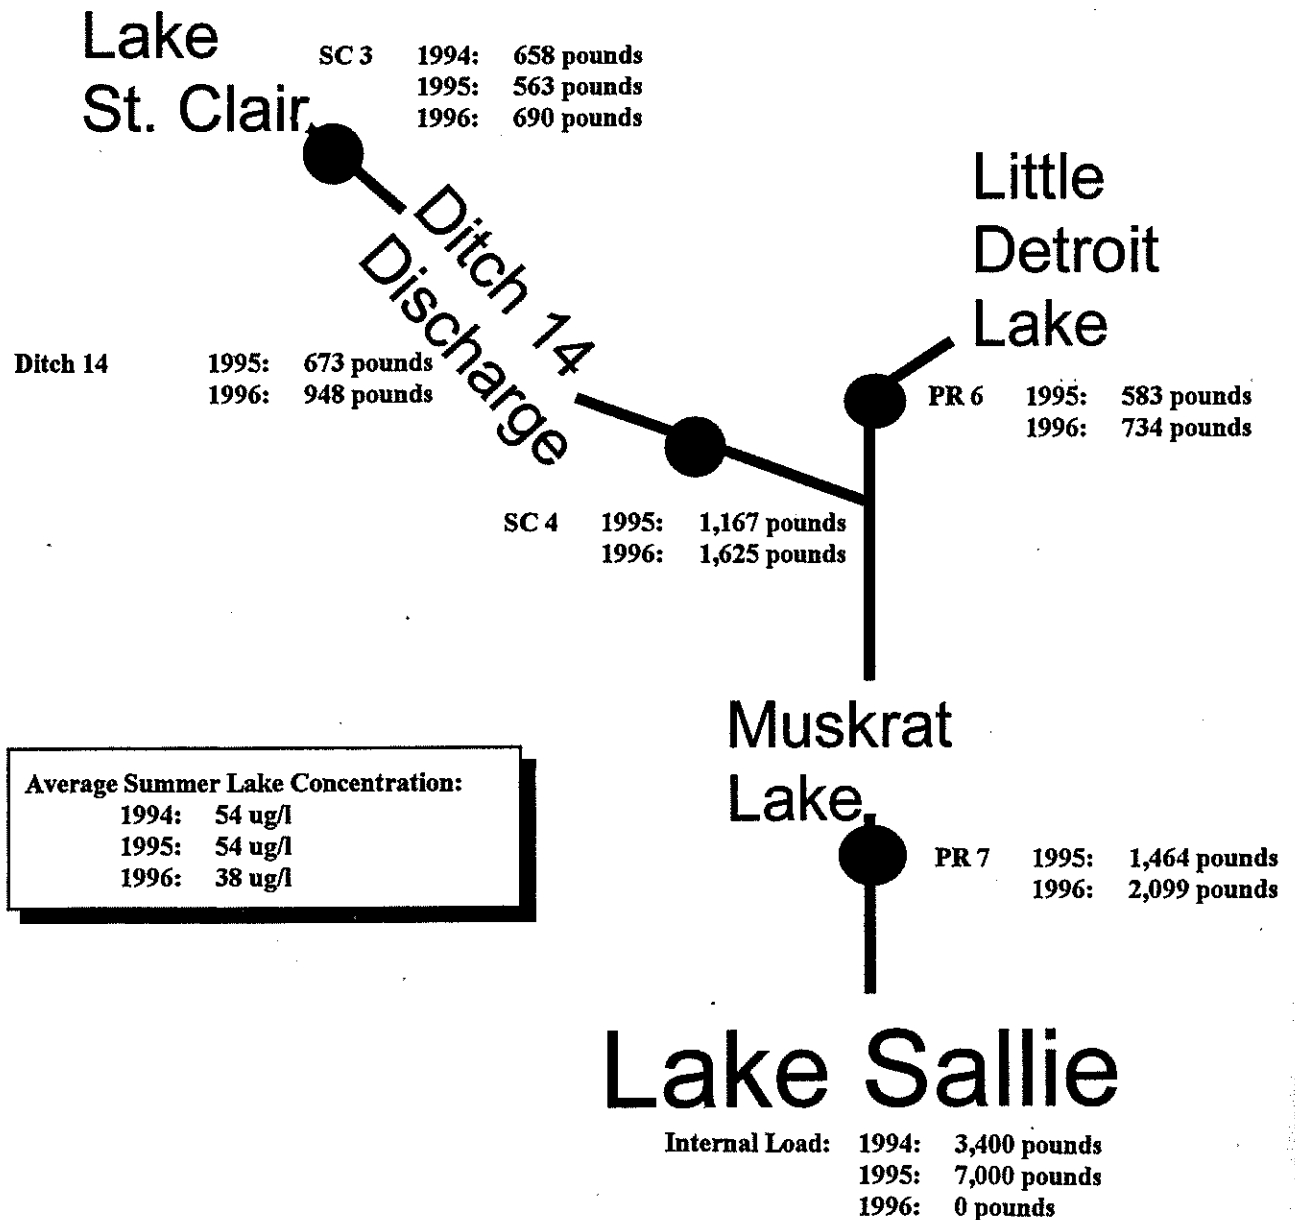 Lake
St. Clair
SC 3 1994: 658 pounds
1995: 563 pounds
1996: 690 pounds
Ditch 14
Discharge
Little
Detroit
Lake
Ditch 14 1995: 673 pounds
1996: 948 pounds
PR 6 1995: 583 pounds
1996: 734 pounds
SC 4 1995: 1,167 pounds
1996: 1,625 pounds
Muskrat
Lake
Average Summer Lake Concentration:
1994: 54 ug/l
1995: 54 ug/l
1996: 38 ug/l
PR 7 1995: 1,464 pounds
1996: 2,099 pounds
Lake Sallie
Internal Load: 1994: 3,400 pounds
1995: 7,000 pounds
1996: 0 pounds